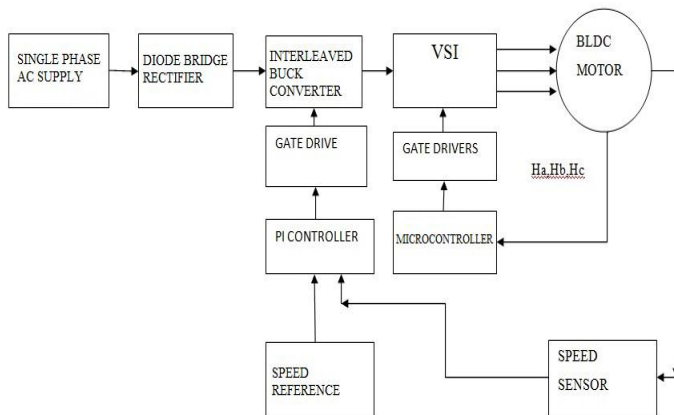 SINGLE PHASE
AC SUPPLY
DIODE BRIDGE
RECTIFIER
INTERLEAVED
BUCK
CONVERTER
VSI
BLDC
MOTOR
GATE DRIVE
GATE DRIVERS
Ha,Hb,Hc
PI CONTROLLER
MICROCONTROLLER
SPEED
REFERENCE
SPEED
SENSOR